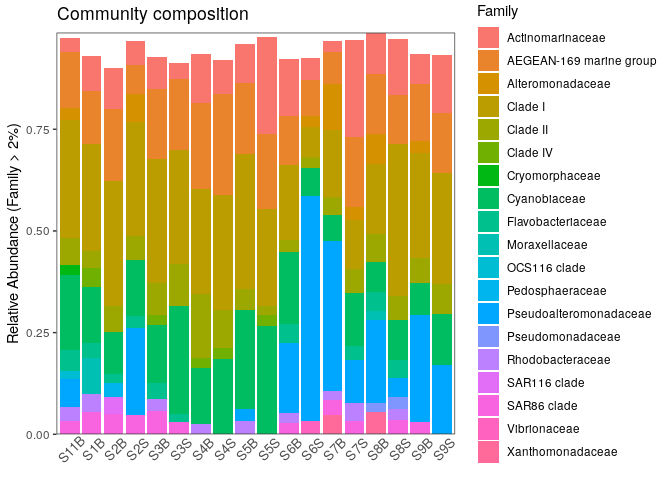 Community composition
Family
Actinomarinaceae
AEGEAN-169 marine group
Alteromonadaceae
Clade I
Clade II
Clade IV
Cryomorphaceae
Cyanobiaceae
Flavobacteriaceae
Moraxellaceae
OCS116 clade
Pedosphaeraceae
Pseudoalteromonadaceae
Pseudomonadaceae
Rhodobacteraceae
SAR116 clade
SAR86 clade
Vibrionaceae
Xanthomonadaceae
Relative Abundance (Family > 2%)
0.75
0.50
0.25
0.00
S11B S1B S2B S2S S3B S3S S4B S4S S5B S5S S6B S6S S7B S7S S8B S8S S9B S9S